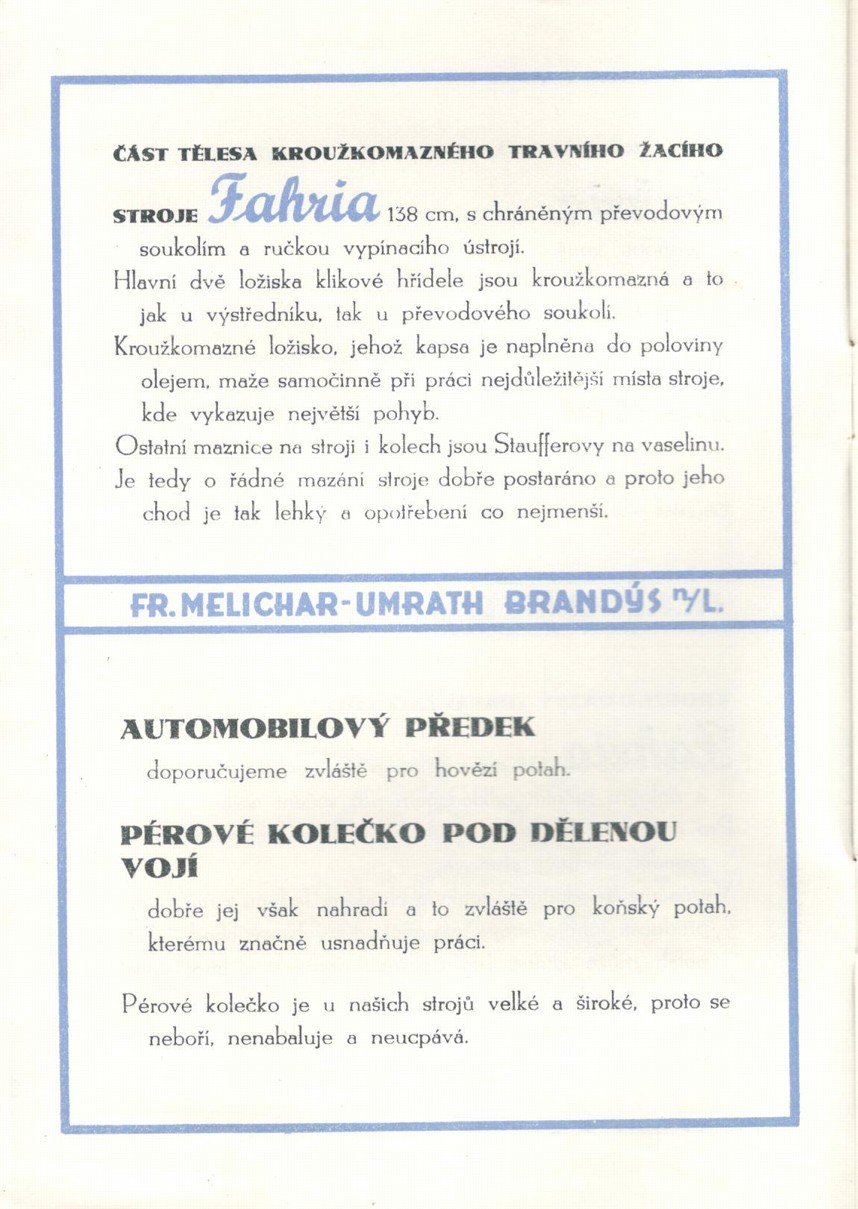 ČÁST TĚLESA KROUŽKOMAZNÉHO TRAVNÍHO ŽACÍHO
STROJE Fahria 138 cm, s chráněným převodovým
soukolím a ručkou vypínacího ústrojí.
Hlavní dvě ložiska klikové hřídele jsou kroužkomazná a to
jak u výstředníku, tak u převodového soukolí.
Kroužkomazné ložisko, jehož kapsa je naplněna do poloviny
olejem, maže samočinně při práci nejdůležitější místa stroje,
kde vykazuje největší pohyb.
Ostatní maznice na stroji i kolech jsou Staufferovy na vaselinu.
Je tedy o řádné mazání stroje dobře postaráno a proto jeho
chod je tak lehký a opotřebení co nejmenší.
FR. MELICHAR-UMRATH BRANDÝS n/L.
AUTOMOBILOVÝ PŘEDEK
doporučujeme zvláště pro hovězí potah.
PÉROVÉ KOLEČKO POD DĚLENOU
VOJÍ
dobře jej však nahradí a to zvláště pro koňský potah,
kterému značně usnadňuje práci.
Pérové kolečko je u našich strojů velké a široké, proto se
neboří, nenabaluje a neucpává.